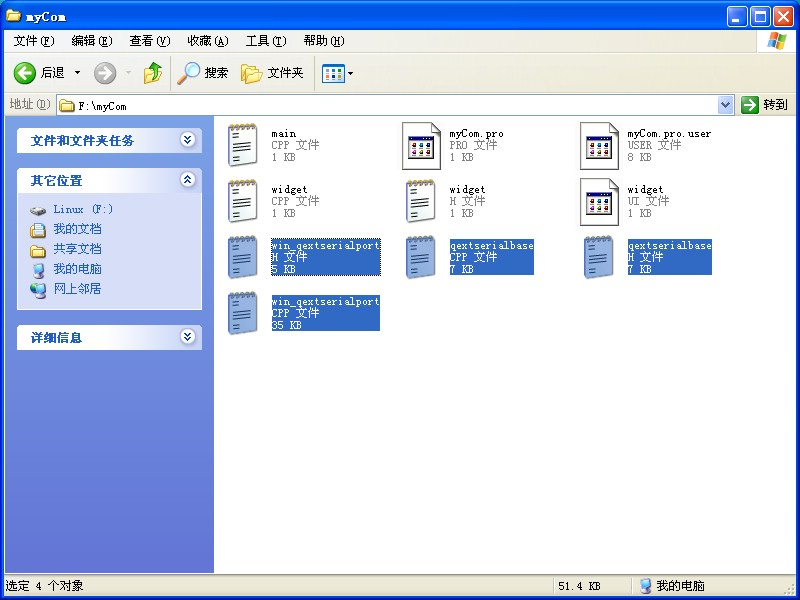 myCom
文件(F) 编辑(E) 查看(V) 收藏(A) 工具(T) 帮助(H)
后退 搜索 文件夹
地址(D) F:\myCom 转到
文件和文件夹任务
其它位置
Linux (F:)
我的文档
共享文档
我的电脑
网上邻居
详细信息
main
CPP 文件
1 KB
myCom.pro
PRO 文件
1 KB
myCom.pro.user
USER 文件
8 KB
widget
CPP 文件
1 KB
widget
H 文件
1 KB
widget
UI 文件
1 KB
win_qextserialport
H 文件
5 KB
qextserialbase
CPP 文件
7 KB
qextserialbase
H 文件
7 KB
win_qextserialport
CPP 文件
35 KB
选定 4 个对象 51.4 KB 我的电脑